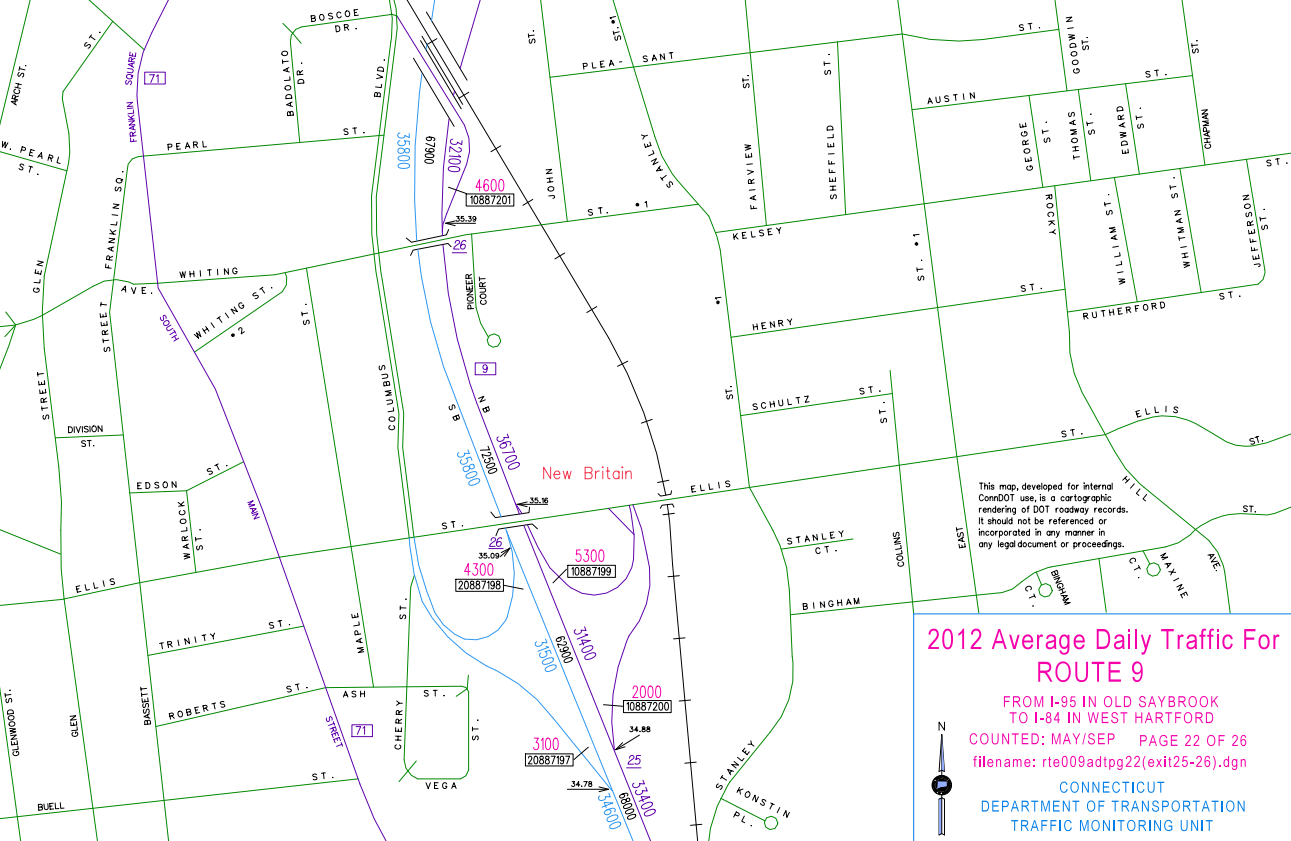 BOSCOE
DR.
ST.
ST. •1
ST.
GOODWIN
ST.
ARCH ST.
ST.
FRANKLIN SQUARE
71
BADOLATO
DR.
BLVD.
PLEA- SANT
ST.
ST.
ST.
ST.
AUSTIN
W. PEARL
ST.
PEARL
ST.
35800
67900
32100
STANLEY
FAIRVIEW
SHEFFIELD
GEORGE
ST.
THOMAS
ST.
EDWARD
ST.
CHAPMAN
ST.
FRANKLIN SQ.
4600
10887201
35.39
26
JOHN
ST. •1
KELSEY
ST. •1
ROCKY
WILLIAM ST.
WHITMAN ST.
JEFFERSON
ST.
GLEN
WHITING
AVE.
WHITING ST.
•2
ST.
PIONEER
COURT
•1
HENRY
ST.
RUTHERFORD
ST.
STREET
SOUTH
9
STREET
COLUMBUS
SB
NB
ST.
SCHULTZ
ST.
ST.
ELLIS
ST.
ST.
DIVISION
ST.
35800
72500
36700
New Britain
EDSON
ST.
MAIN
WARLOCK
ST.
35.16
ELLIS
ST.
HILL
ST.
This map, developed for internal
ConnDOT use, is a cartographic
rendering of DOT roadway records.
It should not be referenced or
incorporated in any manner in
any legal document or proceedings.
26
35.09
4300
20887198
5300
10887199
STANLEY
CT.
COLLINS
EAST
AVE.
MAXINE
CT.
BINGHAM
CT.
ELLIS
BINGHAM
TRINITY
ST.
MAPLE
ST.
31500
62900
31400
ROBERTS
ST.
ASH
ST.
GLENWOOD ST.
GLEN
BASSETT
STREET
71
CHERRY
ST.
2000
10887200
34.88
25
3100
20887197
34.78
34600
68000
33400
STANLEY
KONSTIN
PL.
BUELL
ST.
VEGA
2012 Average Daily Traffic For
ROUTE 9
FROM I-95 IN OLD SAYBROOK
TO I-84 IN WEST HARTFORD
COUNTED: MAY/SEP PAGE 22 OF 26
filename: rte009adtpg22(exit25-26).dgn
CONNECTICUT
DEPARTMENT OF TRANSPORTATION
TRAFFIC MONITORING UNIT
N